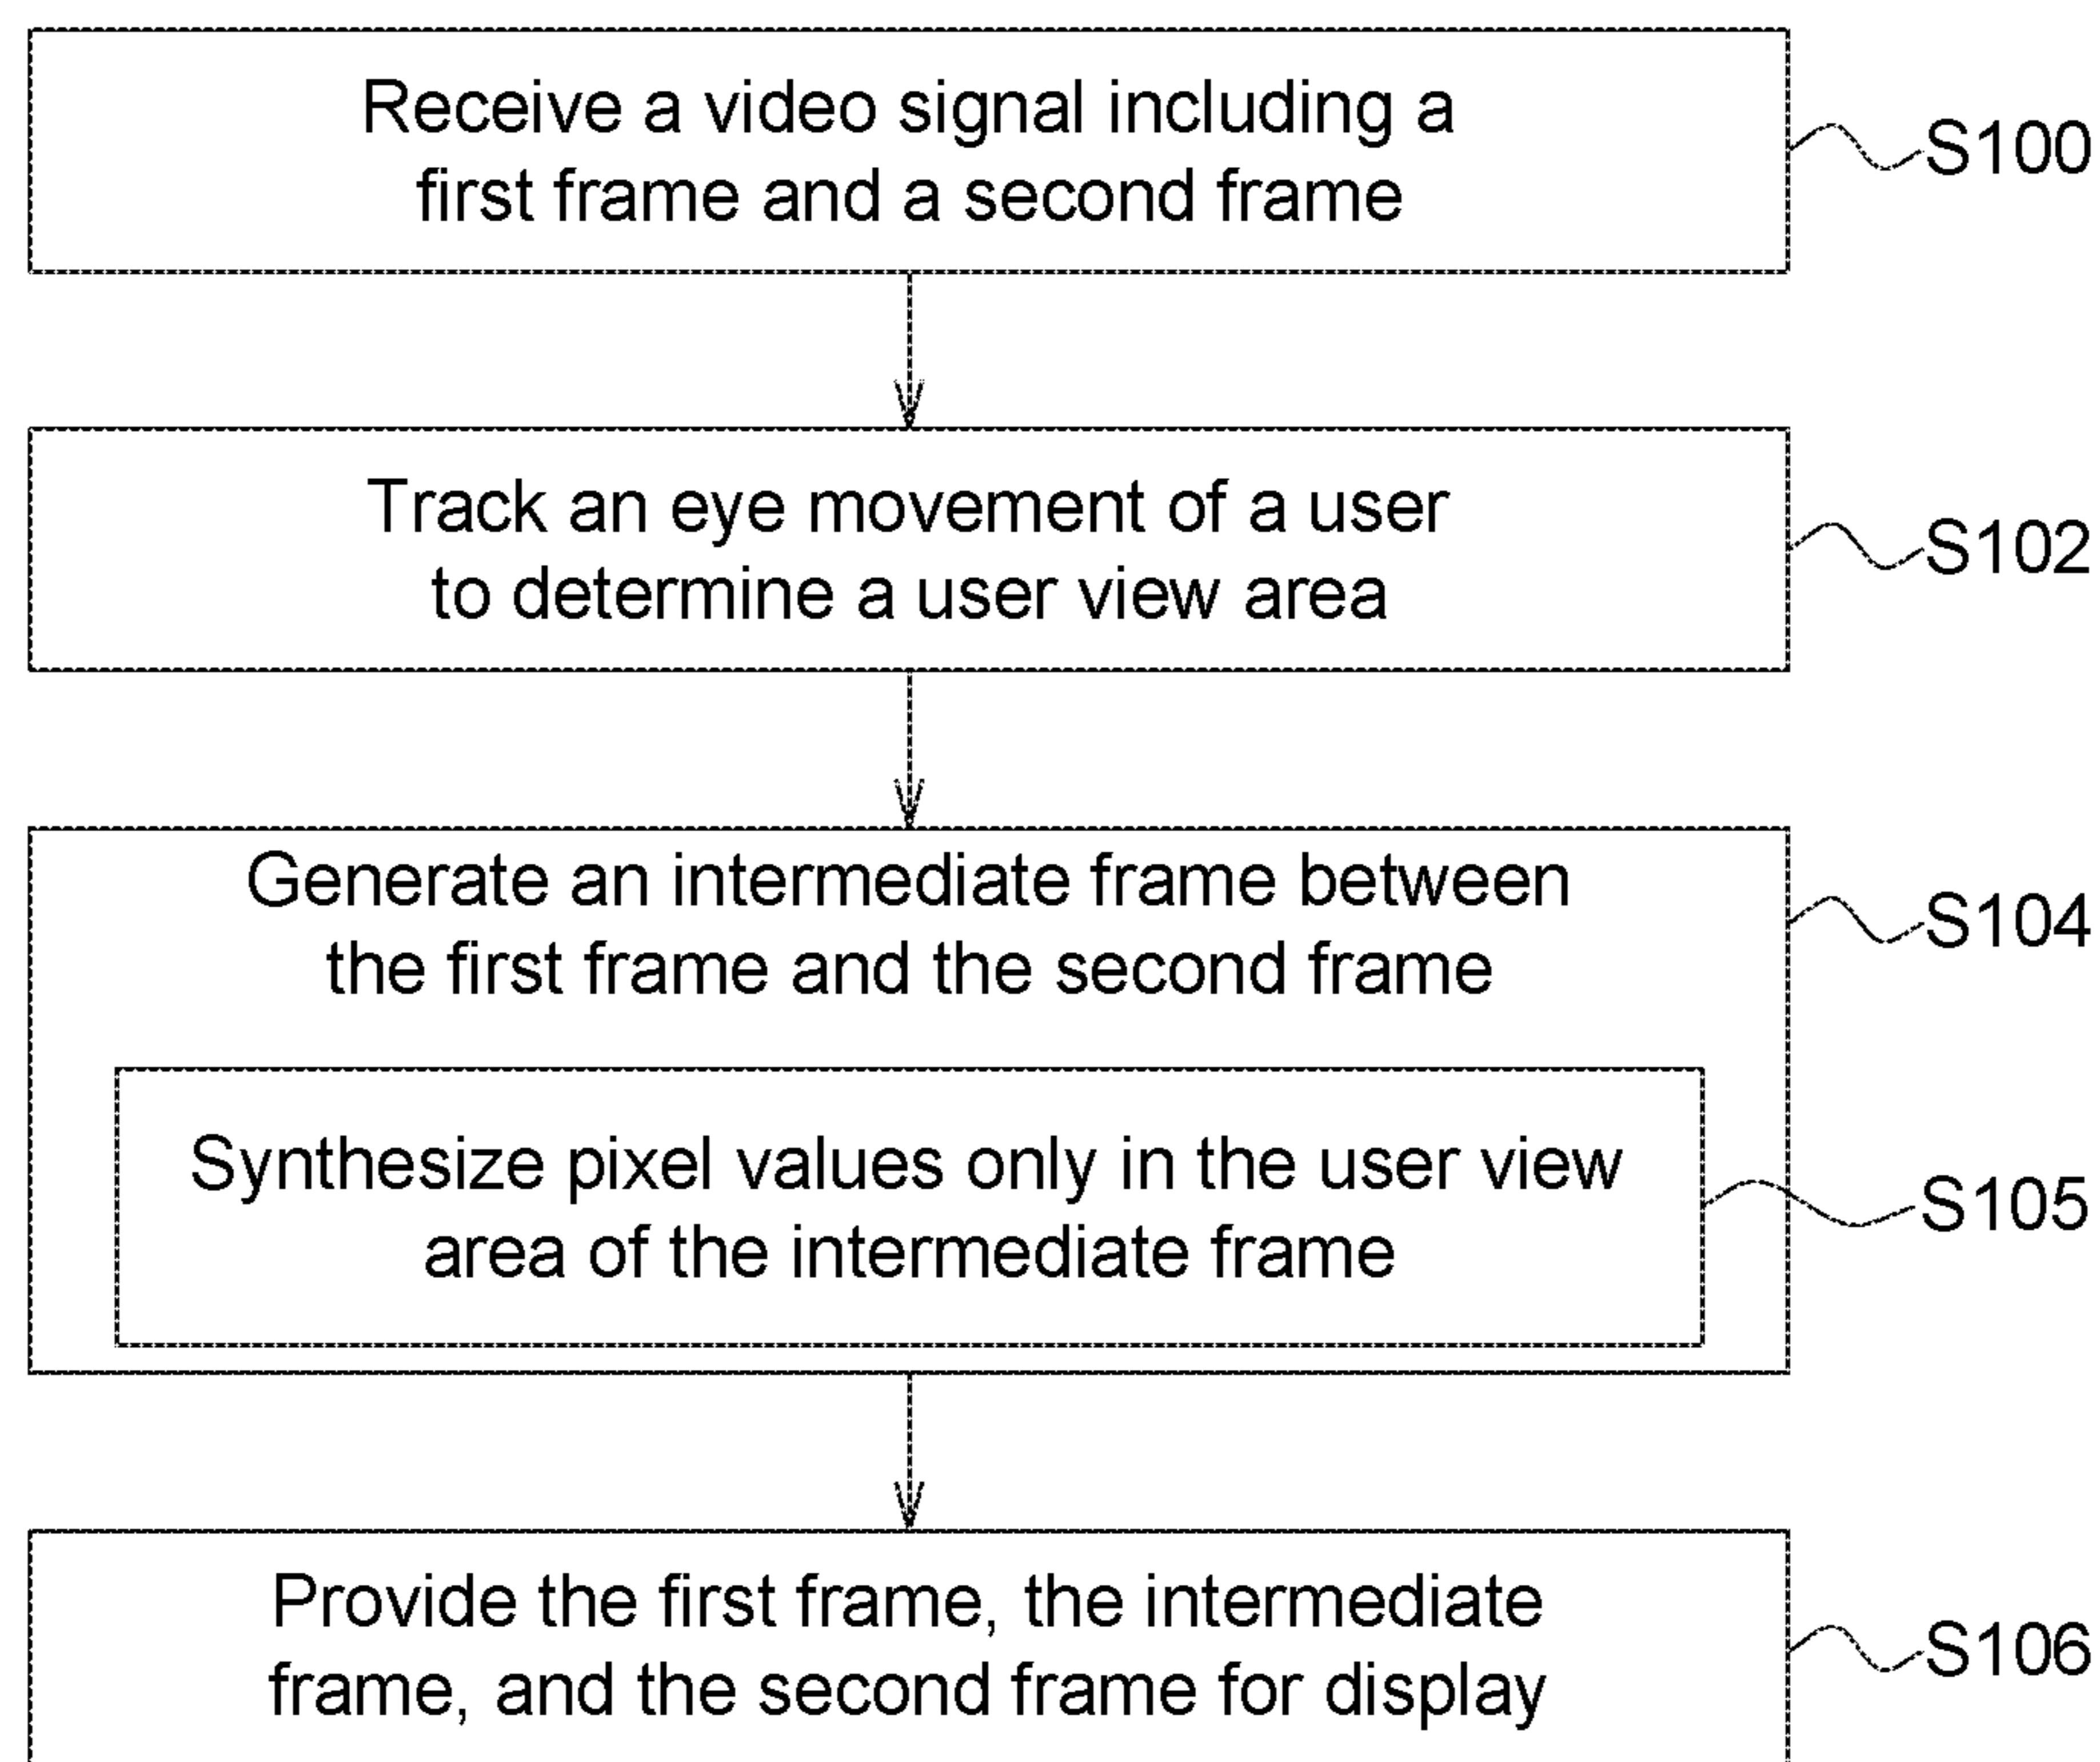 Receive a video signal including a
first frame and a second frame
S100
Track an eye movement of a user
to determine a user view area
S102
Generate an intermediate frame between
the first frame and the second frame
S104
Synthesize pixel values only in the user view
area of the intermediate frame
S105
Provide the first frame, the intermediate
frame, and the second frame for display
S106